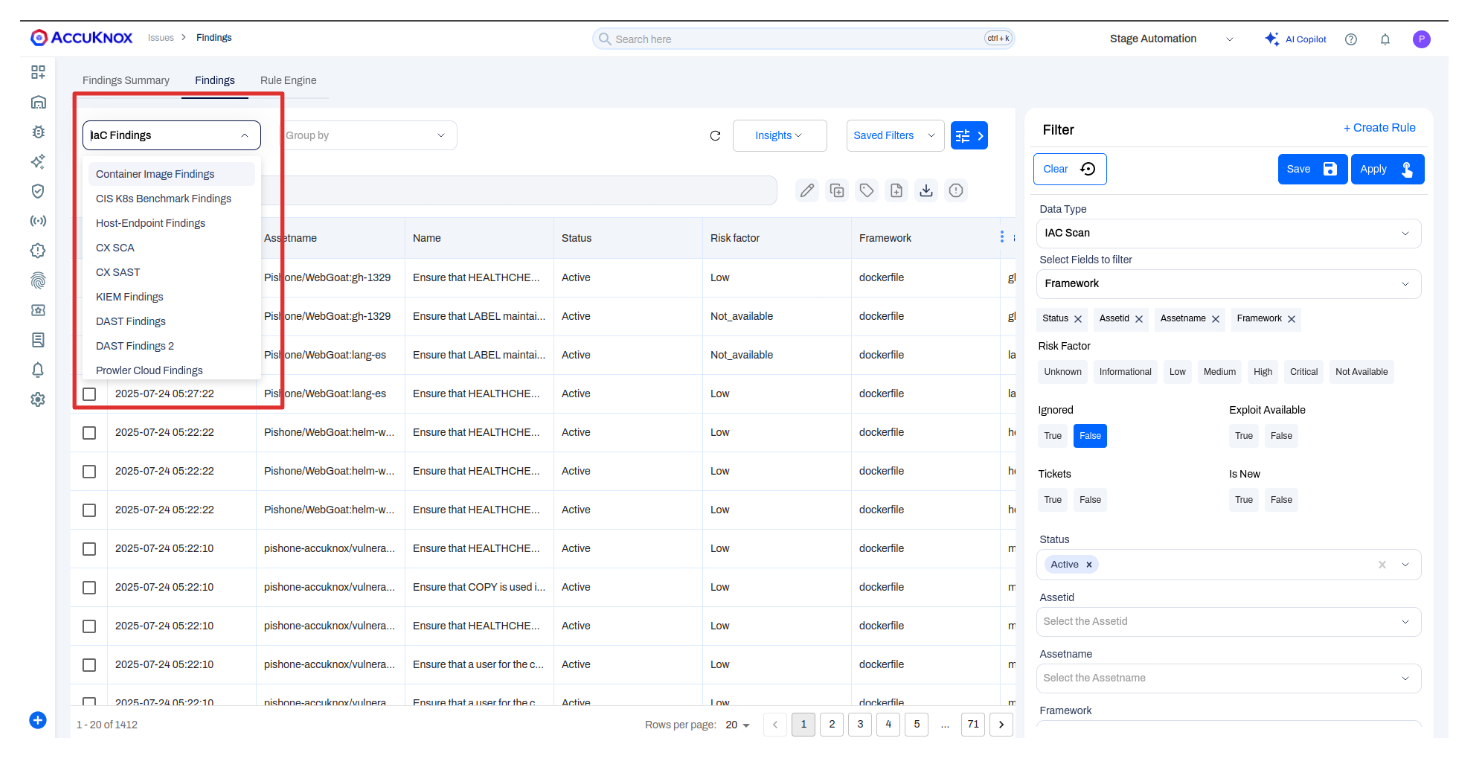 ACCUKNOX Issues > Findings
Search here
ctrl + k
Stage Automation
AI Copilot
P
Findings Summary Findings Rule Engine
IaC Findings
Group by
Insights
Saved Filters
Container Image Findings
CIS K8s Benchmark Findings
Host-Endpoint Findings
CX SCA
CX SAST
KIEM Findings
DAST Findings
DAST Findings 2
Prowler Cloud Findings
Assetname Name Status Risk factor Framework
Pishone/WebGoat:gh-1329 Ensure that HEALTHCHE... Active Low dockerfile
Pishone/WebGoat:gh-1329 Ensure that LABEL maintai... Active Not_available dockerfile
Pishone/WebGoat:lang-es Ensure that LABEL maintai... Active Not_available dockerfile la
2025-07-24 05:27:22 Pishone/WebGoat:lang-es Ensure that HEALTHCHE... Active Low dockerfile la
2025-07-24 05:22:22 Pishone/WebGoat:helm-w... Ensure that HEALTHCHE... Active Low dockerfile
2025-07-24 05:22:22 Pishone/WebGoat:helm-w... Ensure that HEALTHCHE... Active Low dockerfile
2025-07-24 05:22:22 Pishone/WebGoat:helm-w... Ensure that HEALTHCHE... Active Low dockerfile
2025-07-24 05:22:10 pishone-accuknox/vulnera... Ensure that HEALTHCHE... Active Low dockerfile m
2025-07-24 05:22:10 pishone-accuknox/vulnera... Ensure that COPY is used i... Active Low dockerfile m
2025-07-24 05:22:10 pishone-accuknox/vulnera... Ensure that HEALTHCHE... Active Low dockerfile m
2025-07-24 05:22:10 pishone-accuknox/vulnera... Ensure that a user for the c... Active Low dockerfile m
2025-07-24 05:22:10 pishone-accuknox/vulnera... Ensure that a user for the c... Active Low dockerfile m
1 - 20 of 1412
Rows per page: 20
1 2 3 4 5 ... 71
Filter
+ Create Rule
Clear
Save
Apply
Data Type
IAC Scan
Select Fields to filter
Framework
Status Assetid Assetname Framework
Risk Factor
Unknown Informational Low Medium High Critical Not Available
Ignored Exploit Available
True False True False
Tickets Is New
True False True False
Status
Active
Assetid
Select the Assetid
Assetname
Select the Assetname
Framework